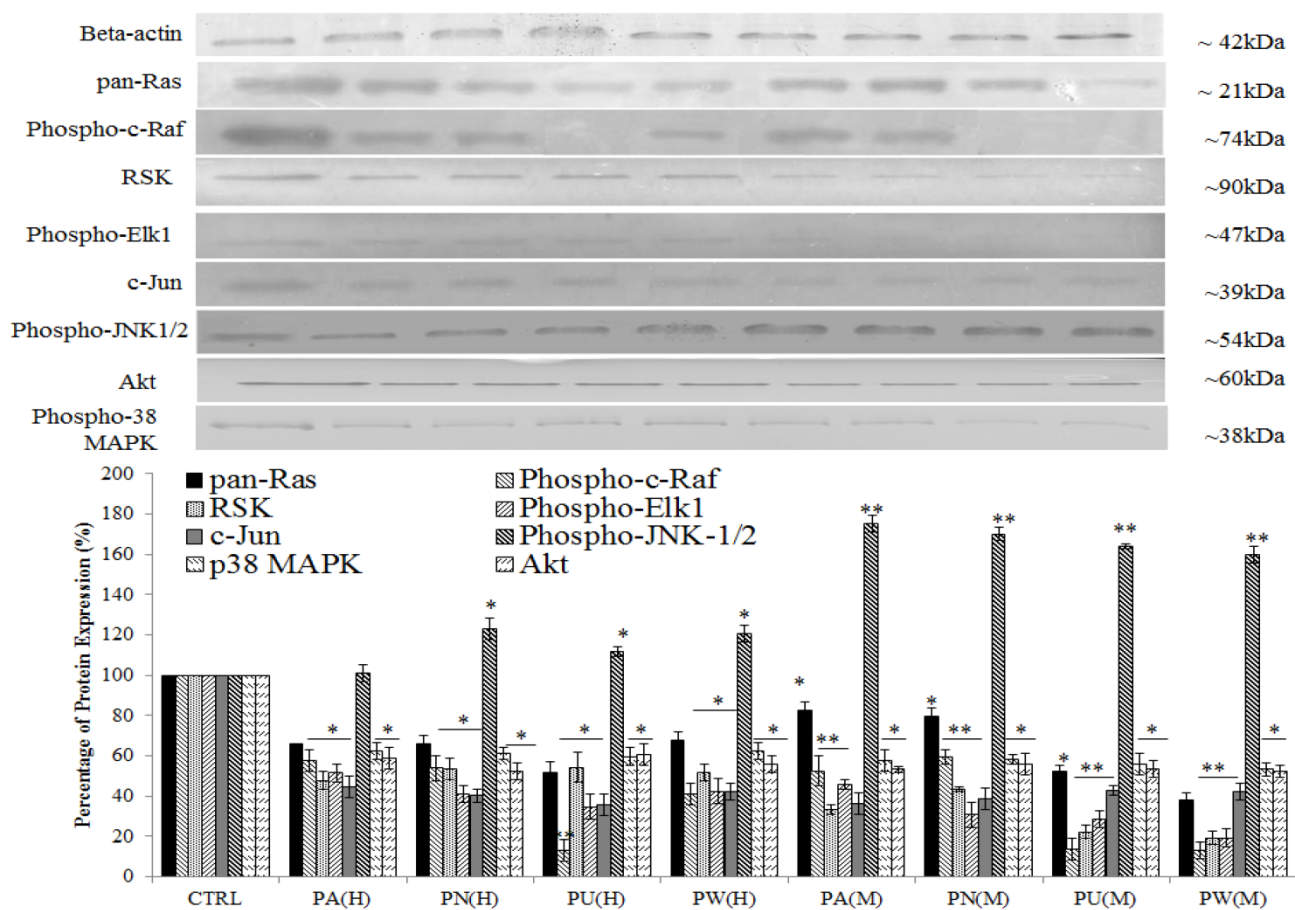 Beta-actin
~ 42kDa
pan-Ras
~ 21kDa
Phospho-c-Raf
~74kDa
RSK
~90kDa
Phospho-Elk1
~47kDa
c-Jun
~39kDa
Phospho-JNK1/2
~54kDa
Akt
~60kDa
Phospho-38
MAPK
~38kDa
Percentage of Protein Expression (%)
200
180
160
140
120
100
80
60
40
20
0
pan-Ras
Phospho-c-Raf
RSK
Phospho-Elk1
c-Jun
Phospho-JNK-1/2
p38 MAPK
Akt
* *
* * *
** * * *
* * *
* ** ** *
* ** ** *
* ** ** *
** ** *
CTRL PA(H) PN(H) PU(H) PW(H) PA(M) PN(M) PU(M) PW(M)